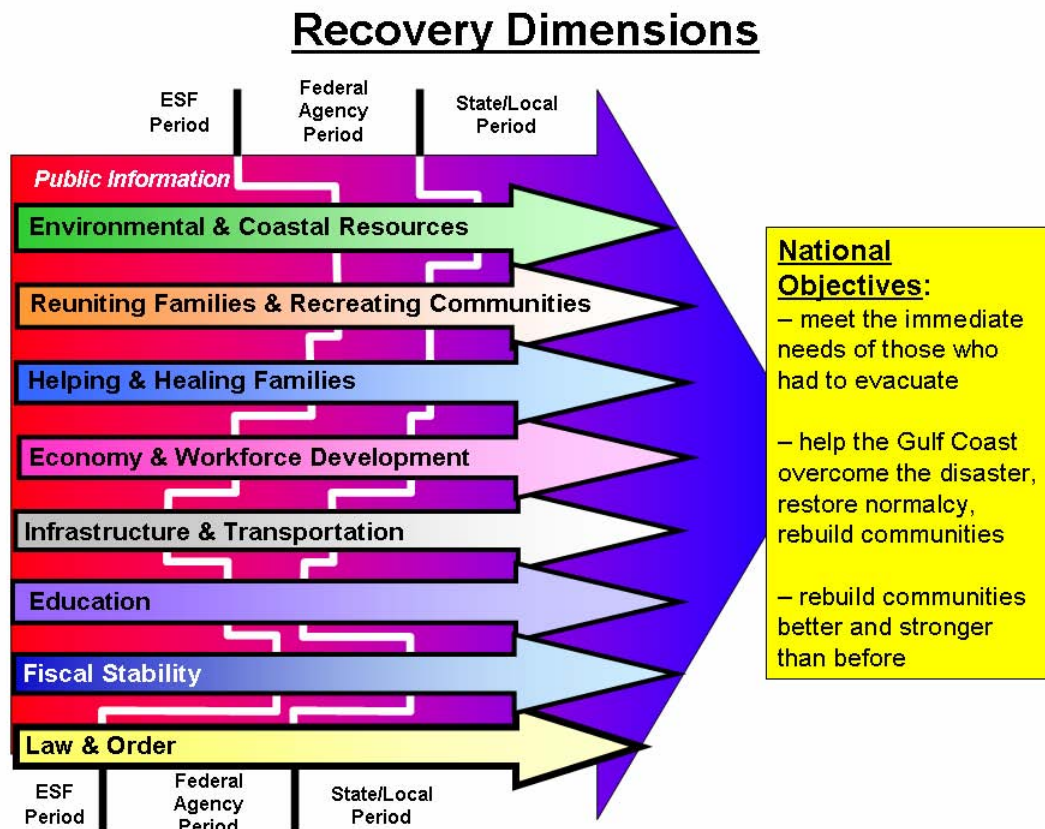 Recovery Dimensions
ESF
Period
Federal
Agency
Period
State/Local
Period
Public Information
Environmental & Coastal Resources
Reuniting Families & Recreating Communities
Helping & Healing Families
Economy & Workforce Development
Infrastructure & Transportation
Education
Fiscal Stability
Law & Order
ESF
Period
Federal
Agency
Period
State/Local
Period
National
Objectives:
– meet the immediate
needs of those who
had to evacuate
– help the Gulf Coast
overcome the disaster,
restore normalcy,
rebuild communities
– rebuild communities
better and stronger
than before